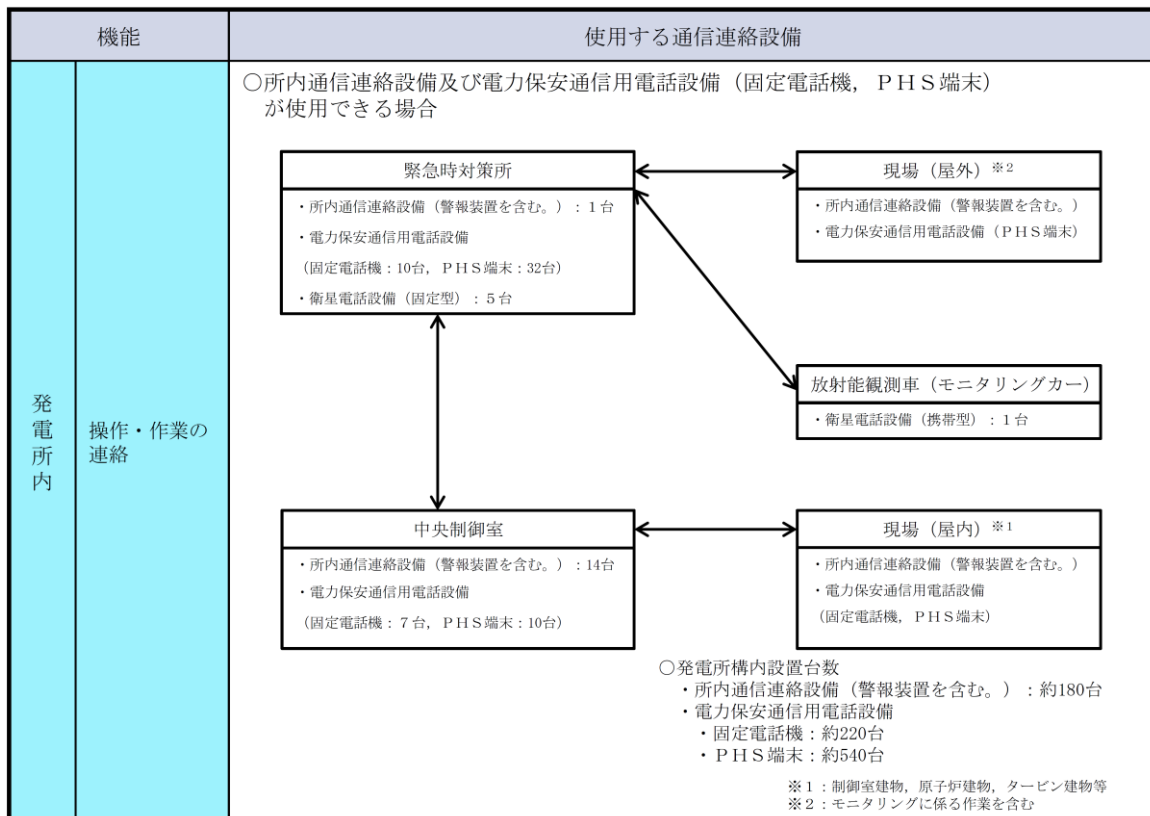 機能
使用する通信連絡設備
発電所内
操作・作業の
連絡
○所内通信連絡設備及び電力保安通信用電話設備（固定電話機，ＰＨＳ端末）
が使用できる場合
緊急時対策所
・所内通信連絡設備（警報装置を含む。）：１台
・電力保安通信用電話設備
（固定電話機：10台，ＰＨＳ端末：32台）
・衛星電話設備（固定型）：５台
現場（屋外）※２
・所内通信連絡設備（警報装置を含む。）
・電力保安通信用電話設備（ＰＨＳ端末）
放射能観測車（モニタリングカー）
・衛星電話設備（携帯型）：１台
中央制御室
・所内通信連絡設備（警報装置を含む。）：14台
・電力保安通信用電話設備
（固定電話機：７台，ＰＨＳ端末：10台）
現場（屋内）※１
・所内通信連絡設備（警報装置を含む。）
・電力保安通信用電話設備
（固定電話機，ＰＨＳ端末）
○発電所構内設置台数
・所内通信連絡設備（警報装置を含む。）：約180台
・電力保安通信用電話設備
・固定電話機：約220台
・ＰＨＳ端末：約540台
※１：制御室建物，原子炉建物，タービン建物等
※２：モニタリングに係る作業を含む